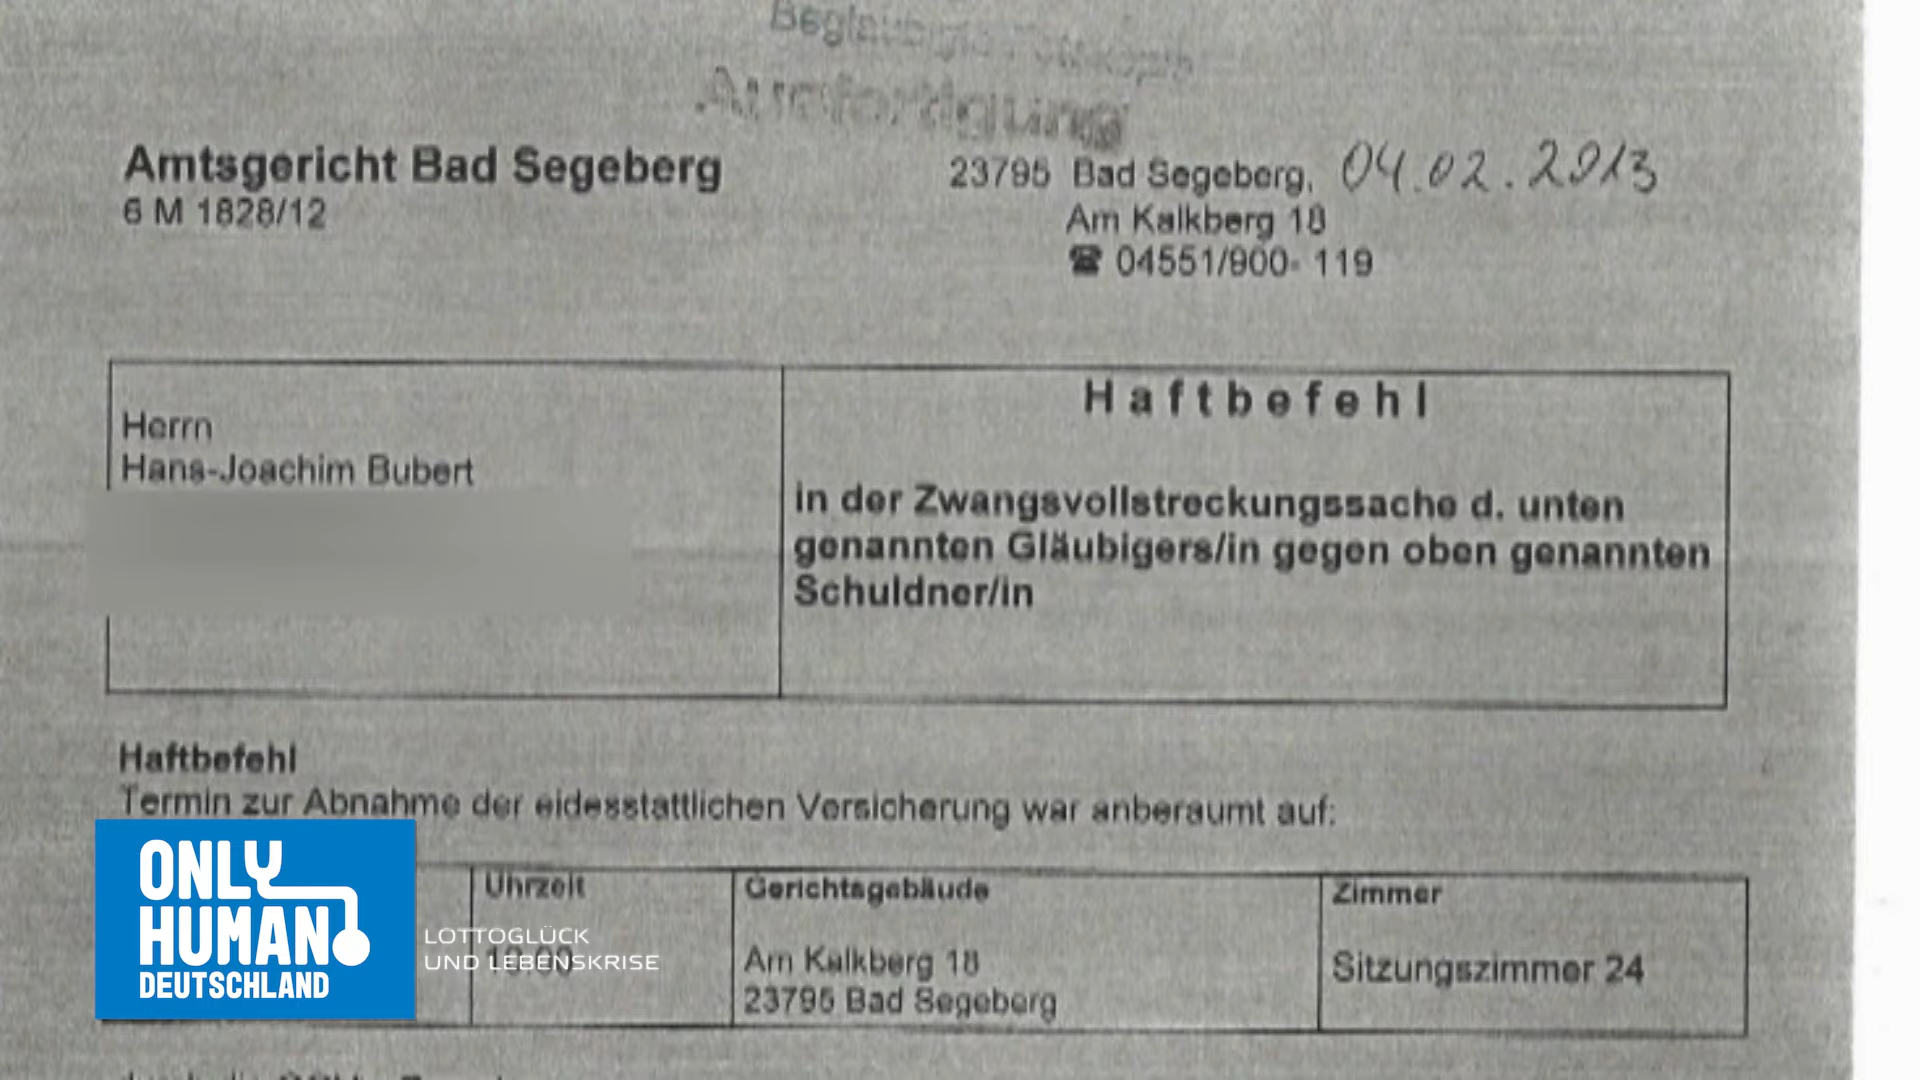 Beglaubigte Fotokopie
Ausfertigung
Amtsgericht Bad Segeberg
6 M 1828/12
23795 Bad Segeberg, 04.02.2013
Am Kalkberg 18
☎ 04551/900- 119
Herrn
Hans-Joachim Bubert
Haftbefehl
in der Zwangsvollstreckungssache d. unten
genannten Gläubigers/in gegen oben genannten
Schuldner/in
Haftbefehl
Termin zur Abnahme der eidesstattlichen Versicherung war anberaumt auf:
Uhrzeit
Gerichtsgebäude
Am Kalkberg 18
23795 Bad Segeberg
Zimmer
Sitzungszimmer 24
ONLY
HUMAN
DEUTSCHLAND
LOTTOGLÜCK
UND LEBENSKRISE